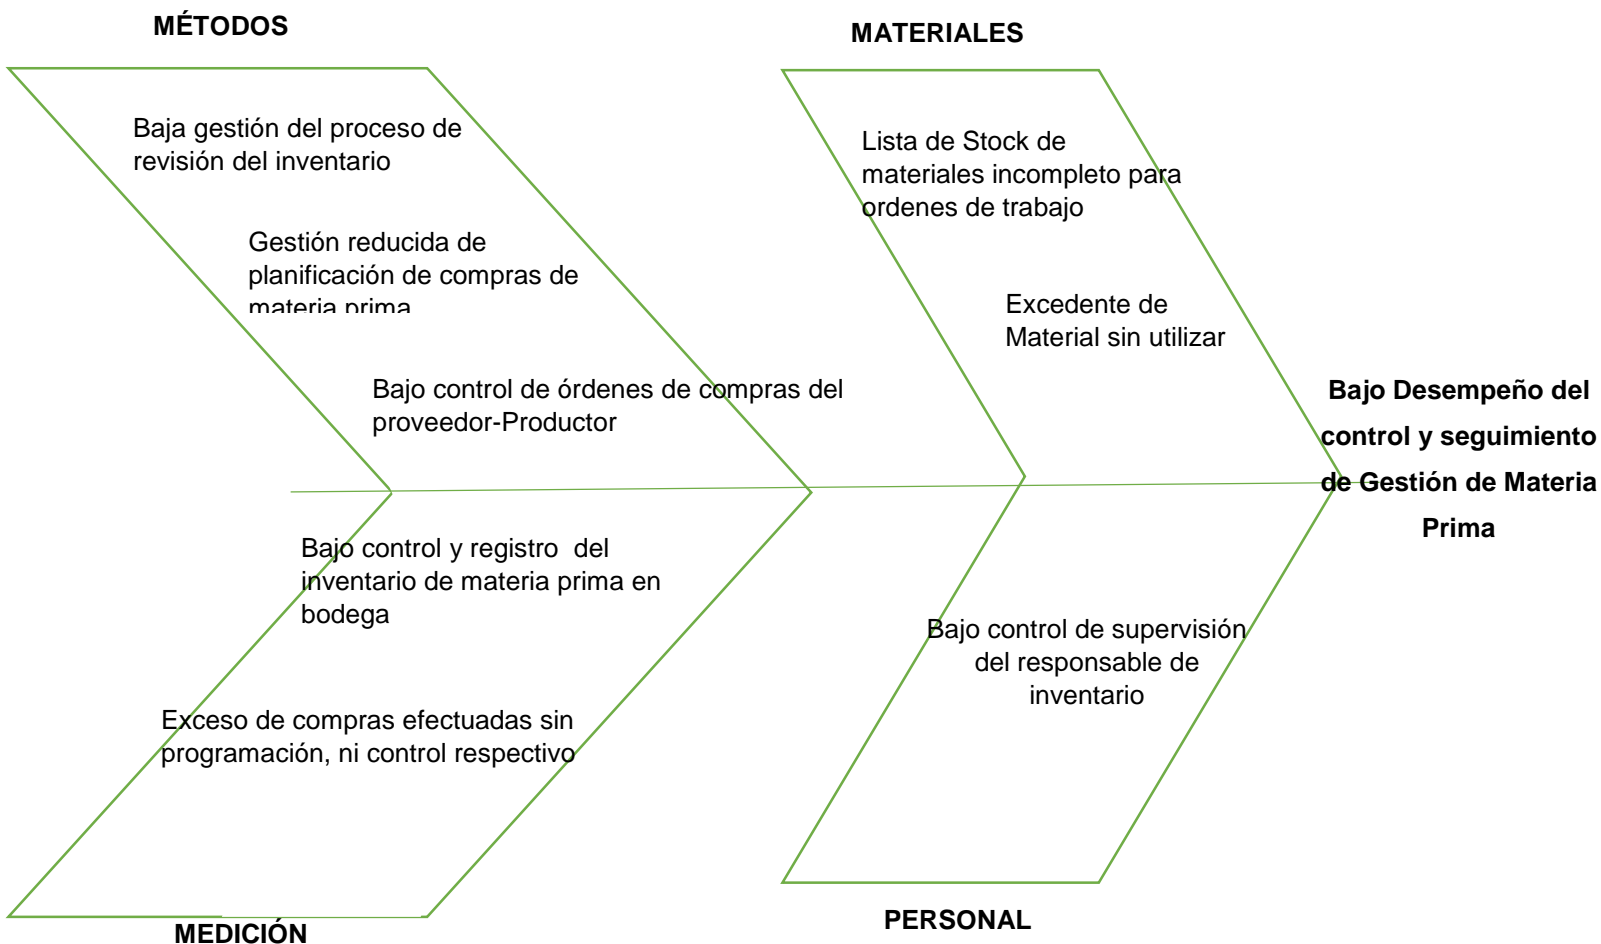 MÉTODOS
Baja gestión del proceso de
revisión del inventario
Gestión reducida de
planificación de compras de
materia prima
Bajo control de órdenes de compras del
proveedor-Productor
MATERIALES
Lista de Stock de
materiales incompleto para
ordenes de trabajo
Excedente de
Material sin utilizar
Bajo Desempeño del
control y seguimiento
de Gestión de Materia
Prima
Bajo control y registro  del
inventario de materia prima en
bodega
Exceso de compras efectuadas sin
programación, ni control respectivo
MEDICIÓN
Bajo control de supervisión
del responsable de
inventario
PERSONAL